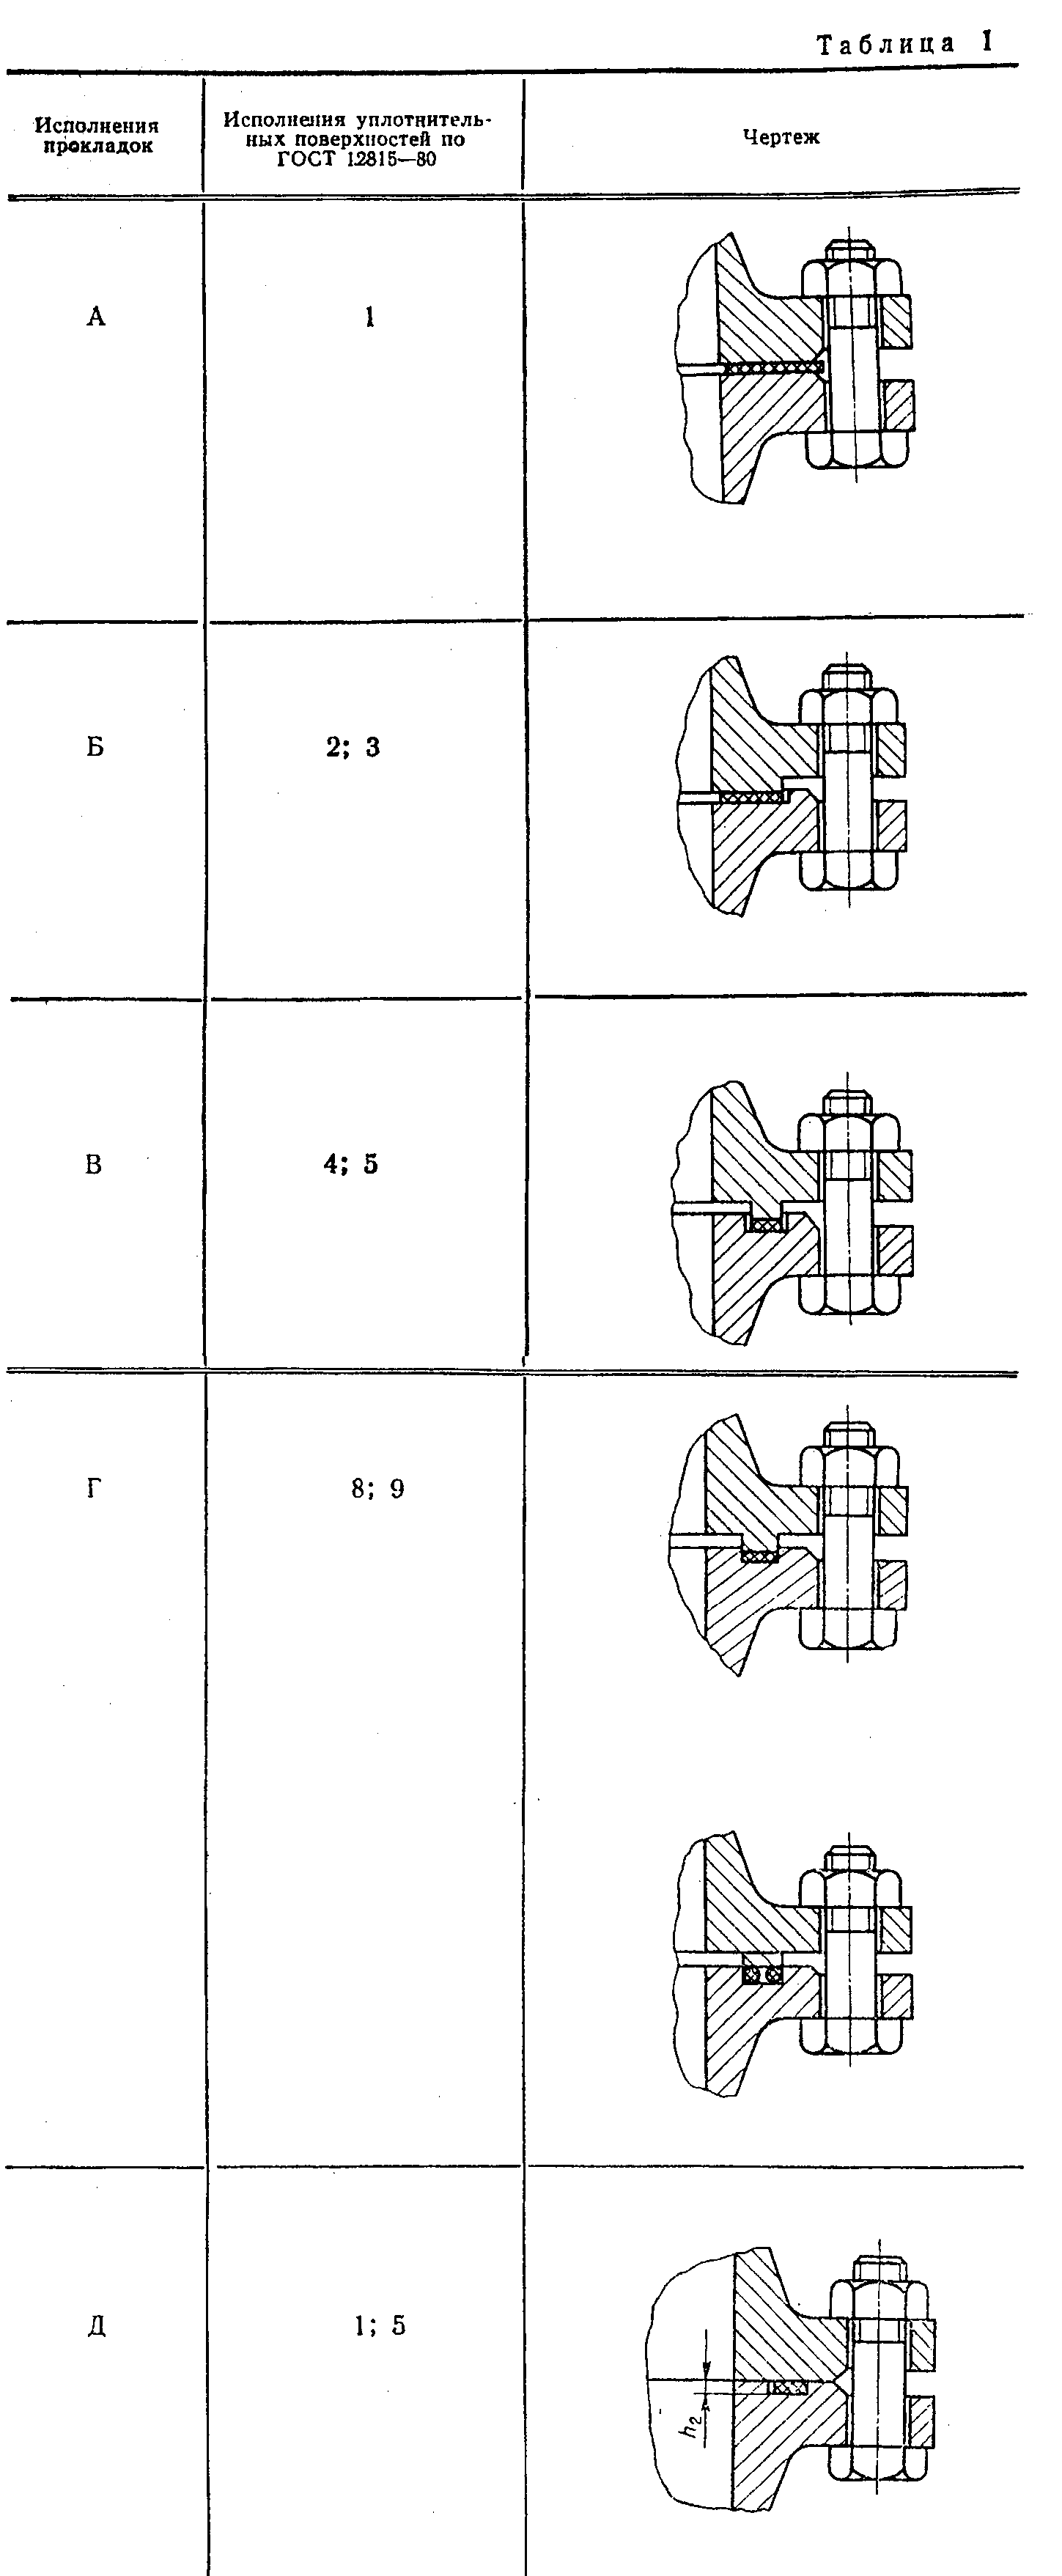 Таблица 1
Исполнения
прокладок
Исполнения уплотнитель-
ных поверхностей по
ГОСТ 12815—80
Чертеж
А
1
Б
2; 3
В
4; 5
Г
8; 9
Д
1; 5
h2